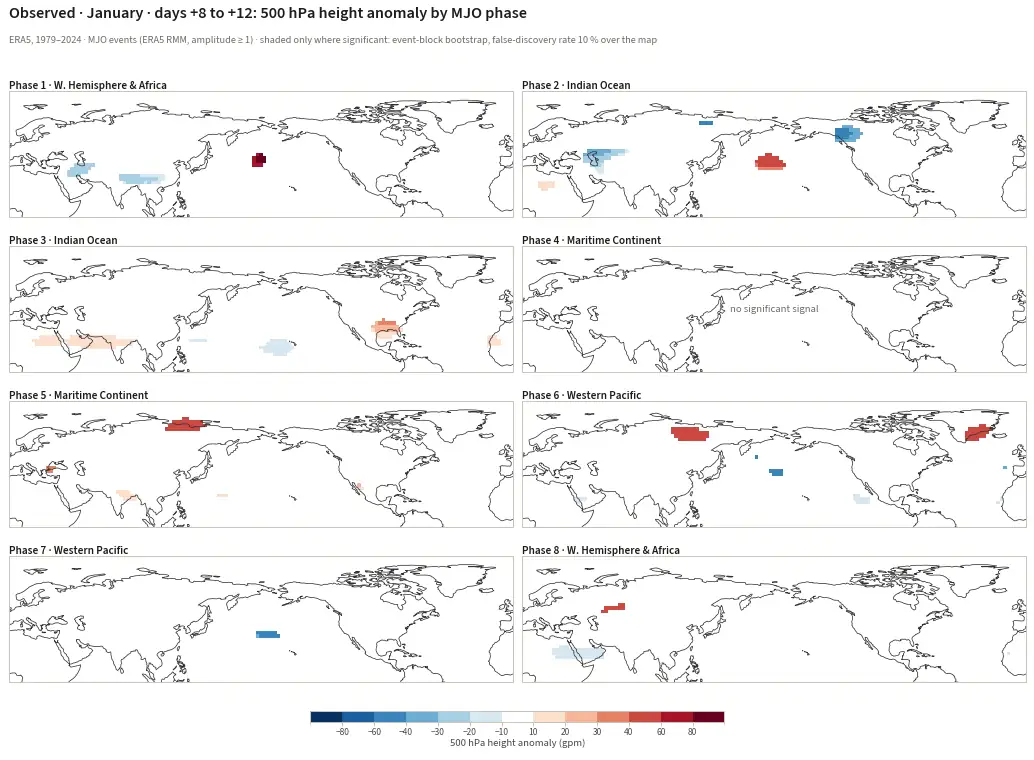 Observed · January · days +8 to +12: 500 hPa height anomaly by MJO phase
ERA5, 1979–2024 · MJO events (ERA5 RMM, amplitude ≥ 1) · shaded only where significant: event-block bootstrap, false-discovery rate 10 % over the map
Phase 1 · W. Hemisphere & Africa
Phase 2 · Indian Ocean
Phase 3 · Indian Ocean
Phase 4 · Maritime Continent
no significant signal
Phase 5 · Maritime Continent
Phase 6 · Western Pacific
Phase 7 · Western Pacific
Phase 8 · W. Hemisphere & Africa
−80 −60 −40 −30 −20 −10 10 20 30 40 60 80
500 hPa height anomaly (gpm)